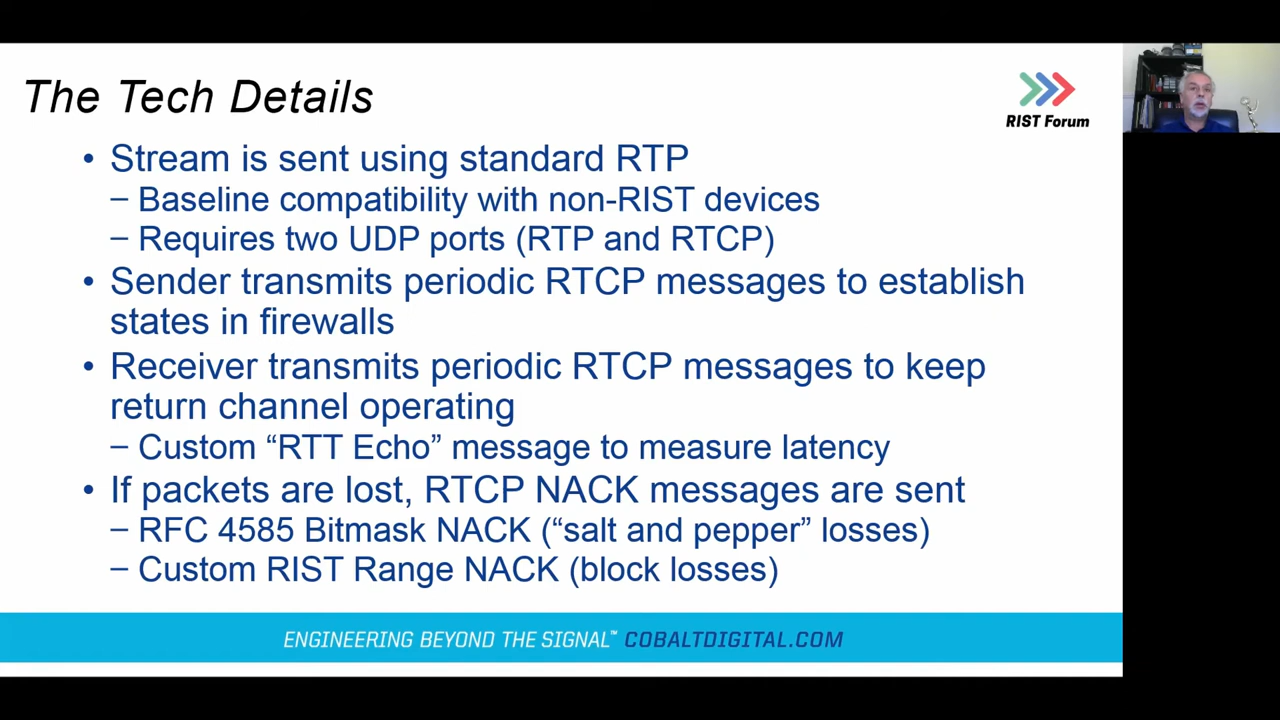 The Tech Details
RIST Forum
• Stream is sent using standard RTP
– Baseline compatibility with non-RIST devices
– Requires two UDP ports (RTP and RTCP)
• Sender transmits periodic RTCP messages to establish
states in firewalls
• Receiver transmits periodic RTCP messages to keep
return channel operating
– Custom “RTT Echo” message to measure latency
• If packets are lost, RTCP NACK messages are sent
– RFC 4585 Bitmask NACK (“salt and pepper” losses)
– Custom RIST Range NACK (block losses)
ENGINEERING BEYOND THE SIGNAL™ COBALTDIGITAL.COM